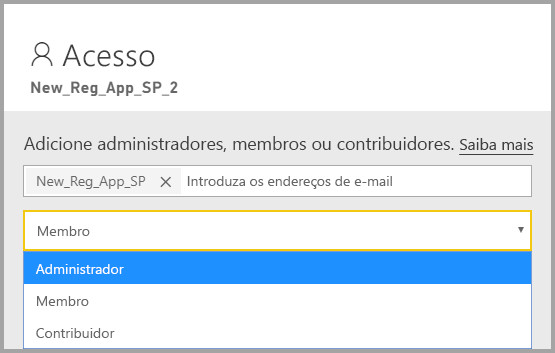 Acesso
New_Reg_App_SP_2
Adicione administradores, membros ou contribuidores. Saiba mais
New_Reg_App_SP Introduza os endereços de e-mail
Membro
Administrador
Membro
Contribuidor